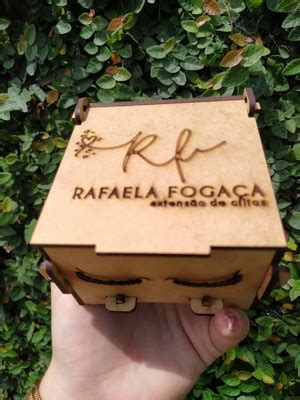 Rf
RAFAELA FOGAÇA
extensão de cílios